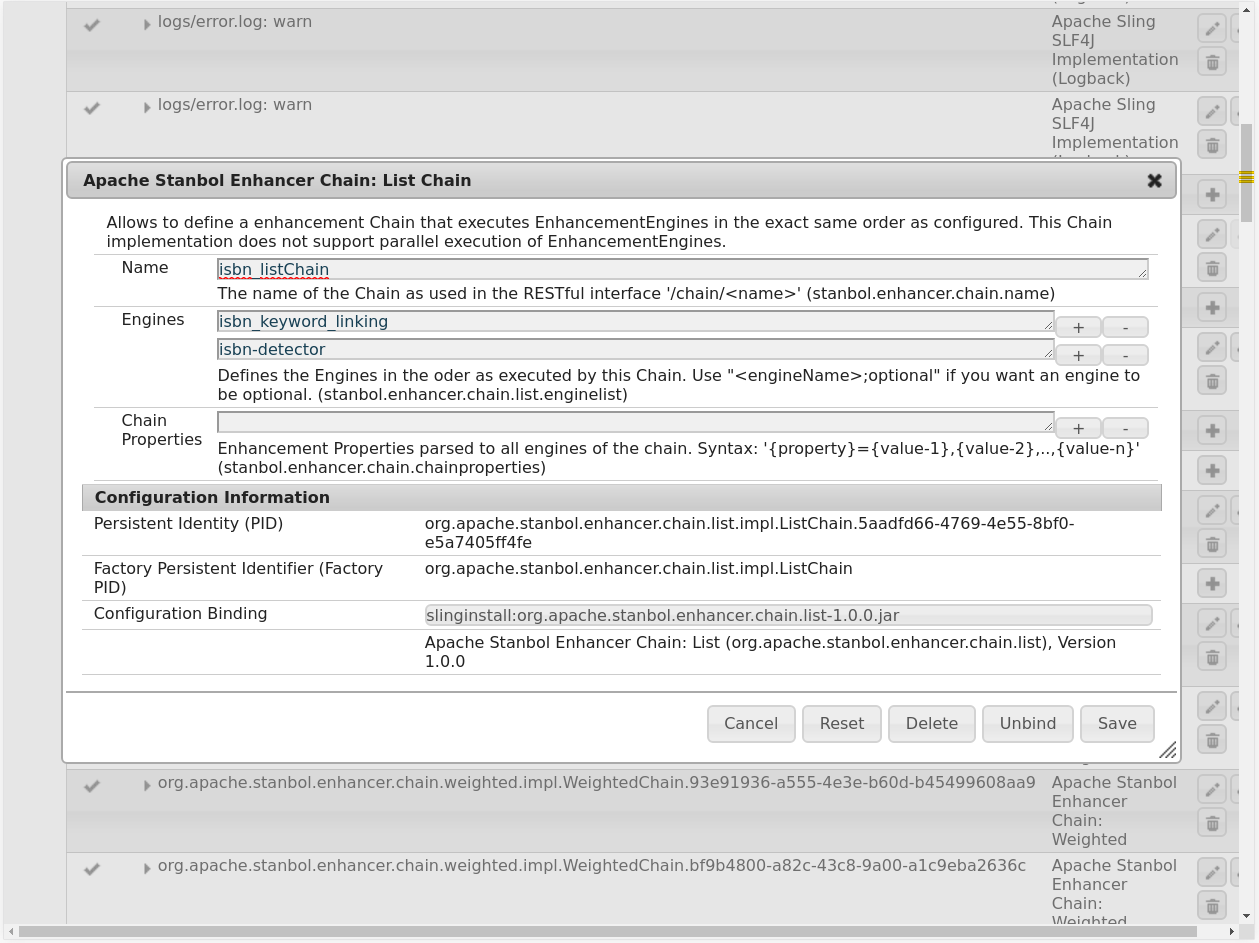 logs/error.log: warn
Apache Sling
SLF4J
Implementation
(Logback)
logs/error.log: warn
Apache Sling
SLF4J
Implementation
Apache Stanbol Enhancer Chain: List Chain
Allows to define a enhancement Chain that executes EnhancementEngines in the exact same order as configured. This Chain
implementation does not support parallel execution of EnhancementEngines.
Name
isbn_listChain
The name of the Chain as used in the RESTful interface '/chain/<name>' (stanbol.enhancer.chain.name)
Engines
isbn_keyword_linking
+ -
isbn-detector
+ -
Defines the Engines in the oder as executed by this Chain. Use "<engineName>;optional" if you want an engine to
be optional. (stanbol.enhancer.chain.list.enginelist)
Chain
Properties
+ -
Enhancement Properties parsed to all engines of the chain. Syntax: '{property}={value-1},{value-2},..,{value-n}'
(stanbol.enhancer.chain.chainproperties)
Configuration Information
Persistent Identity (PID)
org.apache.stanbol.enhancer.chain.list.impl.ListChain.5aadfd66-4769-4e55-8bf0-
e5a7405ff4fe
Factory Persistent Identifier (Factory
PID)
org.apache.stanbol.enhancer.chain.list.impl.ListChain
Configuration Binding
slinginstall:org.apache.stanbol.enhancer.chain.list-1.0.0.jar
Apache Stanbol Enhancer Chain: List (org.apache.stanbol.enhancer.chain.list), Version
1.0.0
Cancel Reset Delete Unbind Save
org.apache.stanbol.enhancer.chain.weighted.impl.WeightedChain.93e91936-a555-4e3e-b60d-b45499608aa9
Apache Stanbol
Enhancer
Chain:
Weighted
org.apache.stanbol.enhancer.chain.weighted.impl.WeightedChain.bf9b4800-a82c-43c8-9a00-a1c9eba2636c
Apache Stanbol
Enhancer
Chain:
Weighted